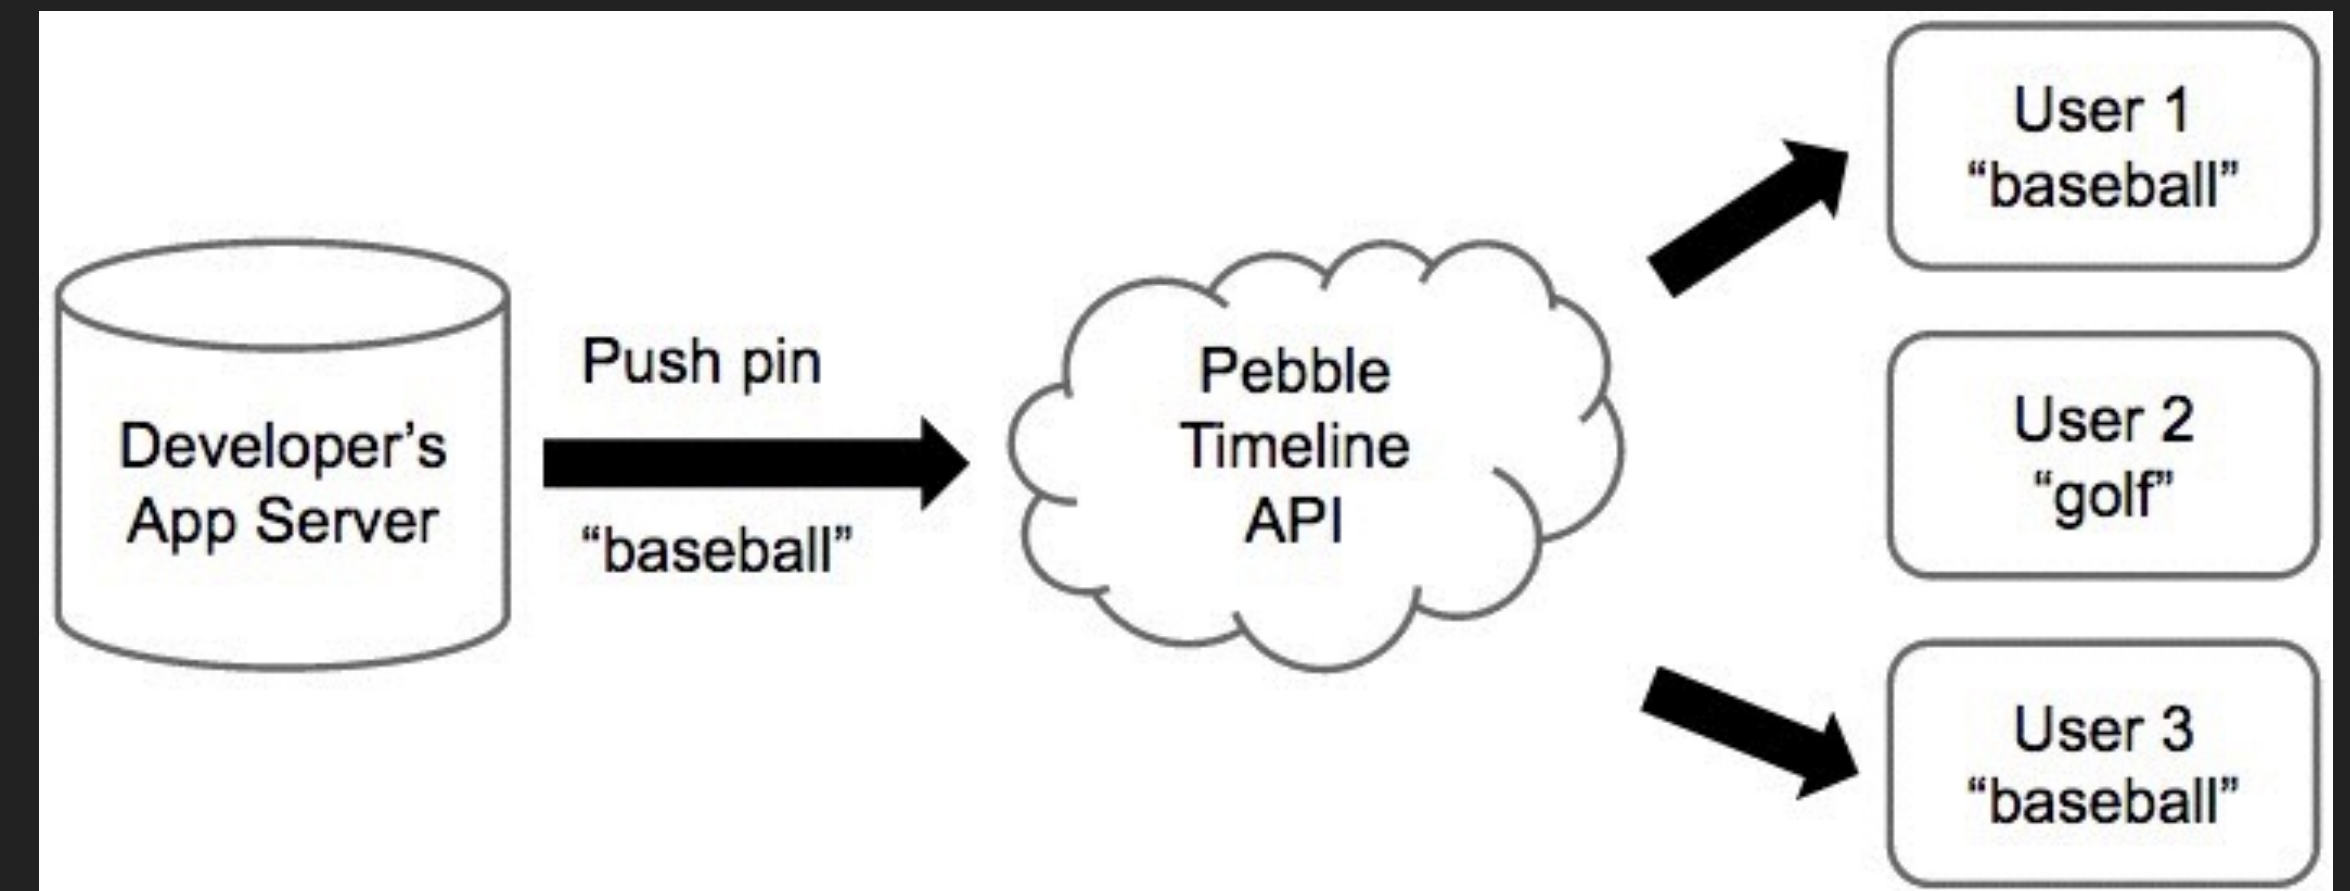 Developer’s
App Server
Push pin
“baseball”
Pebble
Timeline
API
User 1
“baseball”
User 2
“golf”
User 3
“baseball”